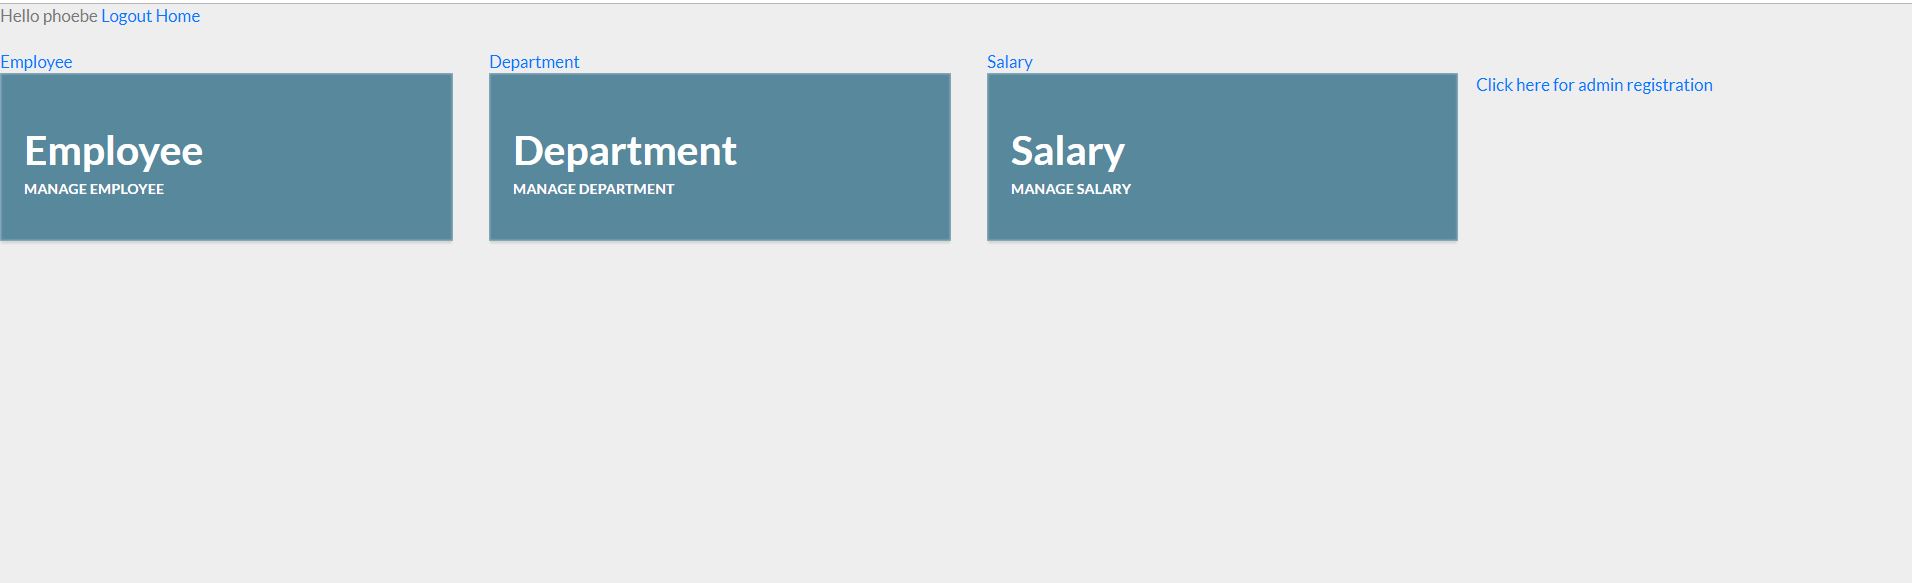 Hello phoebe Logout Home
Employee
Department
Salary
Click here for admin registration
Employee
MANAGE EMPLOYEE
Department
MANAGE DEPARTMENT
Salary
MANAGE SALARY